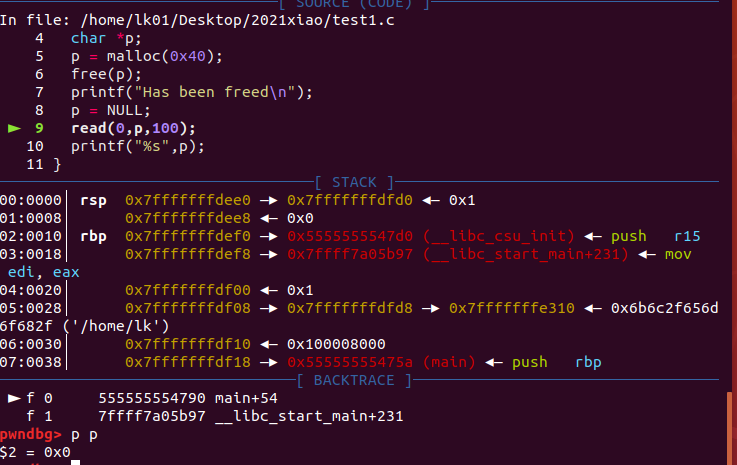 [ SOURCE (CODE) ]
In file: /home/lk01/Desktop/2021xiao/test1.c
4 char *p;
5 p = malloc(0x40);
6 free(p);
7 printf("Has been freed\n");
8 p = NULL;
► 9 read(0,p,100);
10 printf("%s",p);
11 }
[ STACK ]
00:0000│ rsp 0x7fffffffdee0 —▸ 0x7fffffffdfd0 ◂— 0x1
01:0008│ 0x7fffffffdee8 ◂— 0x0
02:0010│ rbp 0x7fffffffdef0 —▸ 0x5555555547d0 (__libc_csu_init) ◂— push r15
03:0018│ 0x7fffffffdef8 —▸ 0x7ffff7a05b97 (__libc_start_main+231) ◂— mov
edi, eax
04:0020│ 0x7fffffffdf00 ◂— 0x1
05:0028│ 0x7fffffffdf08 —▸ 0x7fffffffdfd8 —▸ 0x7fffffffe310 ◂— 0x6b6c2f656d
6f682f ('/home/lk')
06:0030│ 0x7fffffffdf10 ◂— 0x100008000
07:0038│ 0x7fffffffdf18 —▸ 0x55555555475a (main) ◂— push rbp
[ BACKTRACE ]
► f 0 555555554790 main+54
f 1 7ffff7a05b97 __libc_start_main+231
pwndbg> p p
$2 = 0x0